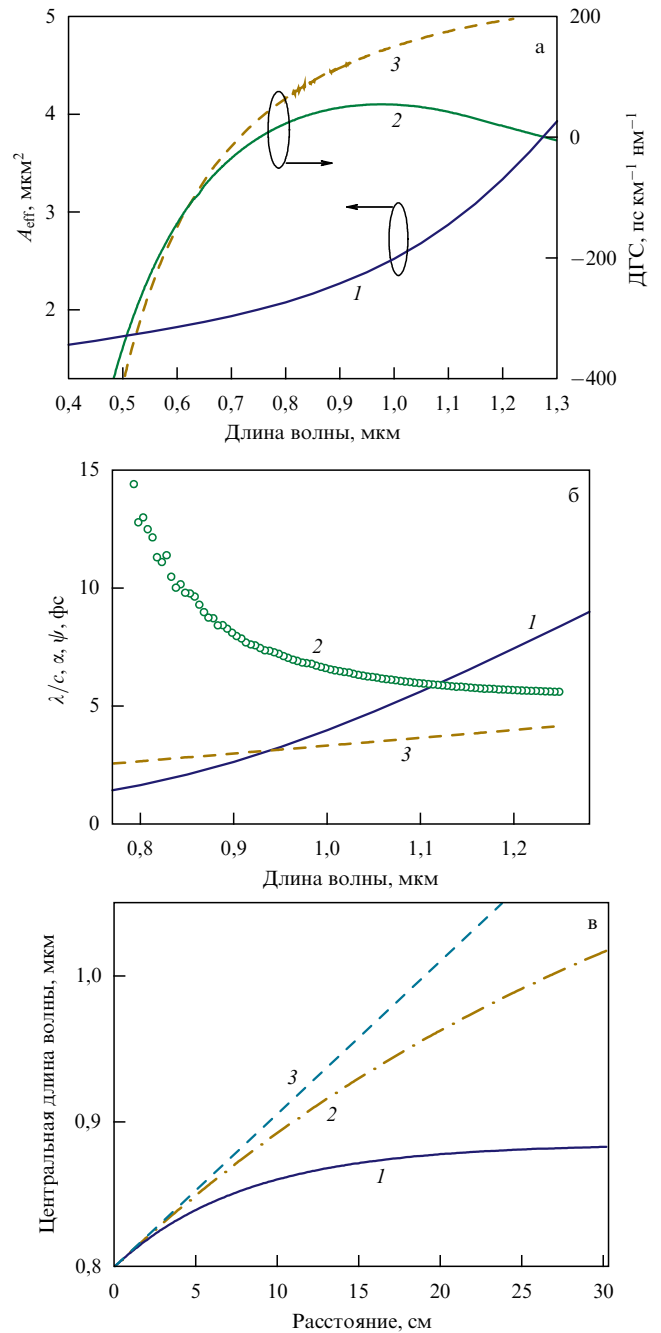 5
4
3
2
A_eff, мкм²
200
0
−200
−400
ДГС, пс км⁻¹ нм⁻¹
а
3
2
1
0,4 0,5 0,6 0,7 0,8 0,9 1,0 1,1 1,2 1,3
Длина волны, мкм
15
10
5
0
λ/c, α, ψ, фс
б
1
2
3
0,8 0,9 1,0 1,1 1,2
Длина волны, мкм
1,0
0,9
0,8
Центральная длина волны, мкм
в
3
2
1
0 5 10 15 20 25 30
Расстояние, см